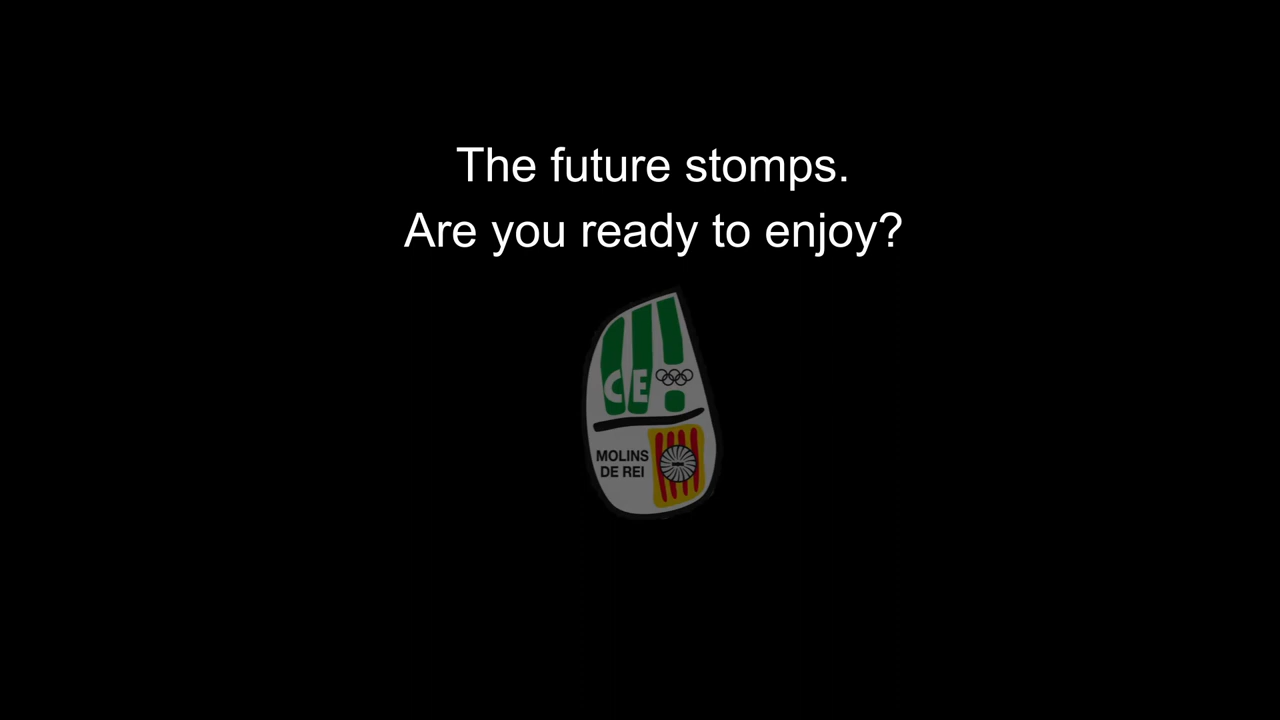 The future stomps.
Are you ready to enjoy?
CE
MOLINS
DE REI